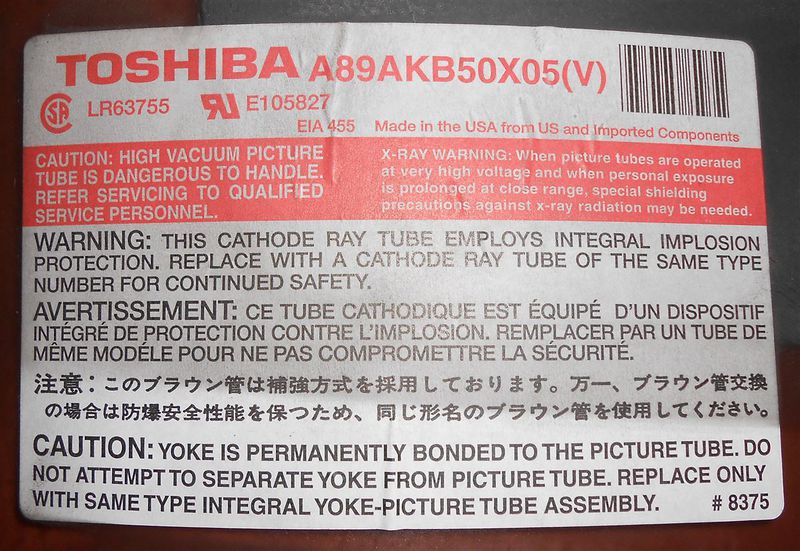 TOSHIBA A89AKB50X05(V)
LR63755 E105827
EIA 455 Made in the USA from US and Imported Components
CAUTION: HIGH VACUUM PICTURE
TUBE IS DANGEROUS TO HANDLE.
REFER SERVICING TO QUALIFIED
SERVICE PERSONNEL.
X-RAY WARNING: When picture tubes are operated
at very high voltage and when personal exposure
is prolonged at close range, special shielding
precautions against x-ray radiation may be needed.
WARNING: THIS CATHODE RAY TUBE EMPLOYS INTEGRAL IMPLOSION
PROTECTION. REPLACE WITH A CATHODE RAY TUBE OF THE SAME TYPE
NUMBER FOR CONTINUED SAFETY.
AVERTISSEMENT: CE TUBE CATHODIQUE EST ÉQUIPÉ D'UN DISPOSITIF
INTÉGRÉ DE PROTECTION CONTRE L'IMPLOSION. REMPLACER PAR UN TUBE DE
MÊME MODÉLE POUR NE PAS COMPROMETTRE LA SÉCURITÉ.
注意：このブラウン管は補強方式を採用しております。万一、ブラウン管交換
の場合は防爆安全性能を保つため、同じ形名のブラウン管を使用してください。
CAUTION: YOKE IS PERMANENTLY BONDED TO THE PICTURE TUBE. DO
NOT ATTEMPT TO SEPARATE YOKE FROM PICTURE TUBE. REPLACE ONLY
WITH SAME TYPE INTEGRAL YOKE-PICTURE TUBE ASSEMBLY. # 8375